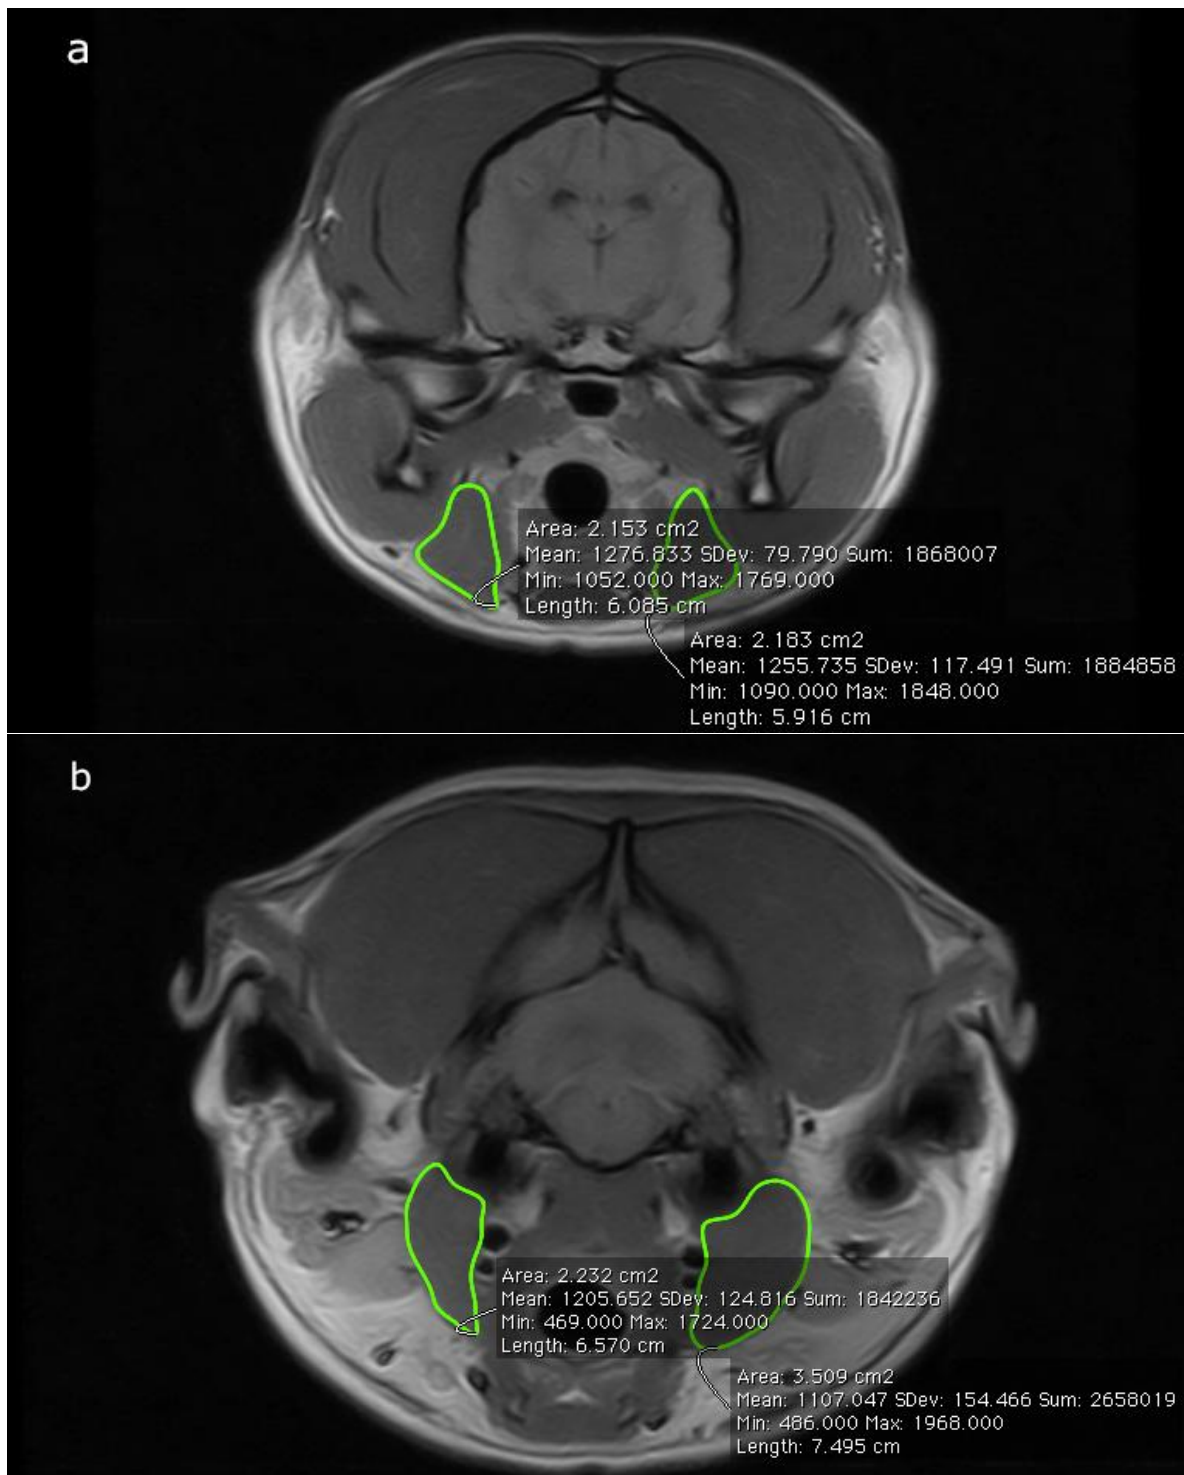 a
Area: 2.153 cm2
Mean: 1276.833 SDev: 79.790 Sum: 1868007
Min: 1052.000 Max: 1769.000
Length: 6.085 cm
Area: 2.183 cm2
Mean: 1255.735 SDev: 117.491 Sum: 1884858
Min: 1090.000 Max: 1848.000
Length: 5.916 cm
b
Area: 2.232 cm2
Mean: 1205.652 SDev: 124.816 Sum: 1842236
Min: 469.000 Max: 1724.000
Length: 6.570 cm
Area: 3.509 cm2
Mean: 1107.047 SDev: 154.466 Sum: 2658019
Min: 486.000 Max: 1968.000
Length: 7.495 cm